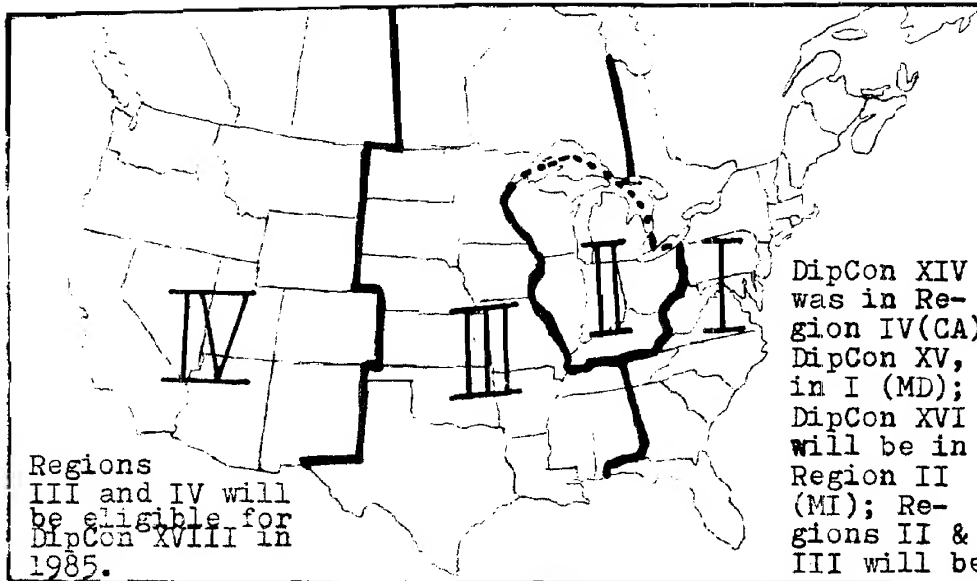 IV
III
II
I
Regions
III and IV will
be eligible for
DipCon XVIII in
1985.
DipCon XIV
was in Re-
gion IV(CA)
DipCon XV,
in I (MD);
DipCon XVI
will be in
Region II
(MI); Re-
gions II &
III will be